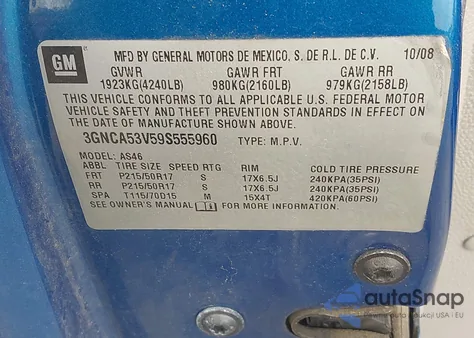 GM
MFD BY GENERAL MOTORS DE MEXICO, S. DE R.L. DE C.V. 10/08
GVWR GAWR FRT GAWR RR
1923KG(4240LB) 980KG(2160LB) 979KG(2158LB)
THIS VEHICLE CONFORMS TO ALL APPLICABLE U.S. FEDERAL MOTOR
VEHICLE SAFETY AND THEFT PREVENTION STANDARDS IN EFFECT ON
THE DATE OF MANUFACTURE SHOWN ABOVE.
3GNCA53V59S555960 TYPE: M.P.V.
MODEL: AS46
ABBL TIRE SIZE SPEED RTG RIM COLD TIRE PRESSURE
FRT P215/50R17 S 17X6.5J 240KPA(35PSI)
RR P215/50R17 S 17X6.5J 240KPA(35PSI)
SPA T115/70D15 M 15X4T 420KPA(60PSI)
SEE OWNER'S MANUAL FOR MORE INFORMATION
autoSnap
aukcji USA i EU